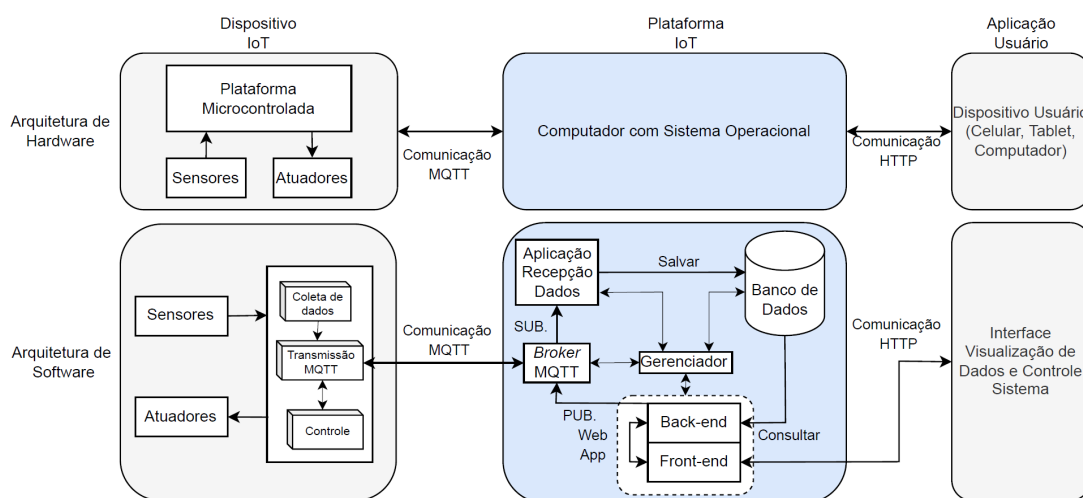 Dispositivo
IoT
Plataforma
IoT
Aplicação
Usuário
Arquitetura de
Hardware
Plataforma
Microcontrolada
Sensores
Atuadores
Comunicação
MQTT
Computador com Sistema Operacional
Comunicação
HTTP
Dispositivo Usuário
(Celular, Tablet,
Computador)
Arquitetura de
Software
Sensores
Atuadores
Coleta de
dados
Transmissão
MQTT
Controle
Comunicação
MQTT
Aplicação
Recepção
Dados
Salvar
Banco de
Dados
SUB.
Broker
MQTT
Gerenciador
PUB.
Web
App
Back-end
Front-end
Consultar
Comunicação
HTTP
Interface
Visualização de
Dados e Controle
Sistema